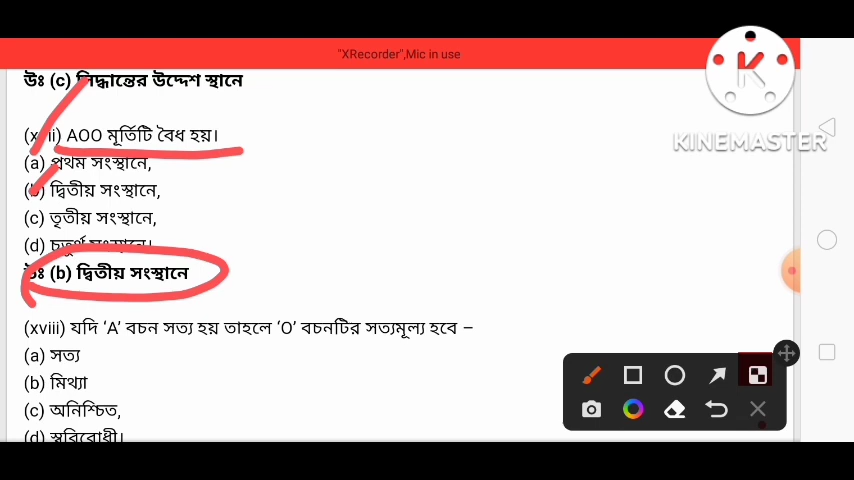 "XRecorder",Mic in use
KINEMASTER
উঃ (c) সিদ্ধান্তের উদ্দেশ স্থানে
(xvii) AOO মূর্তিটি বৈধ হয়।
(a) প্রথম সংস্থানে,
(b) দ্বিতীয় সংস্থানে,
(c) তৃতীয় সংস্থানে,
(d) চতুর্থ সংস্থানে।
উঃ (b) দ্বিতীয় সংস্থানে
(xviii) যদি ‘A’ বচন সত্য হয় তাহলে ‘O’ বচনটির সত্যমূল্য হবে –
(a) সত্য
(b) মিথ্যা
(c) অনিশ্চিত,
(d) স্ববিরোধী।